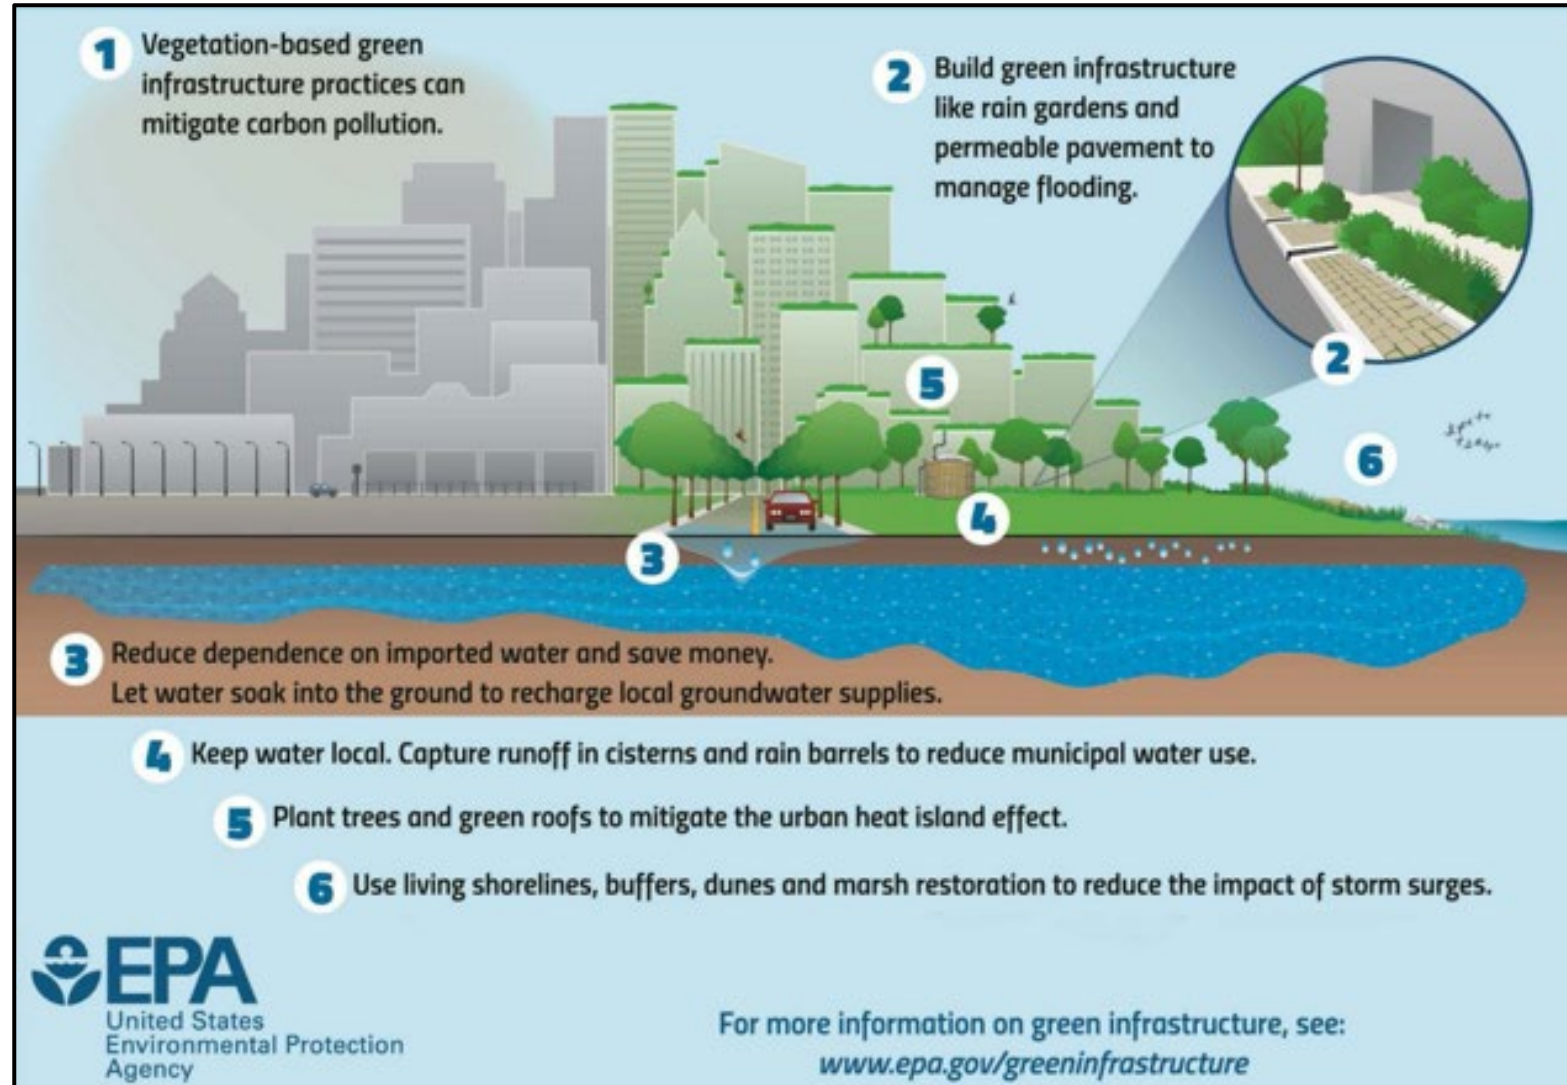 1 Vegetation-based green
infrastructure practices can
mitigate carbon pollution.
2 Build green infrastructure
like rain gardens and
permeable pavement to
manage flooding.
2
5
6
4
3
3 Reduce dependence on imported water and save money.
Let water soak into the ground to recharge local groundwater supplies.
4 Keep water local. Capture runoff in cisterns and rain barrels to reduce municipal water use.
5 Plant trees and green roofs to mitigate the urban heat island effect.
6 Use living shorelines, buffers, dunes and marsh restoration to reduce the impact of storm surges.
EPA
United States
Environmental Protection
Agency
For more information on green infrastructure, see:
www.epa.gov/greeninfrastructure